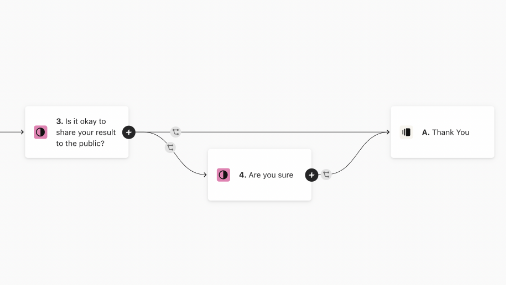 3. Is it okay to
share your result
to the public?
4. Are you sure
A. Thank You